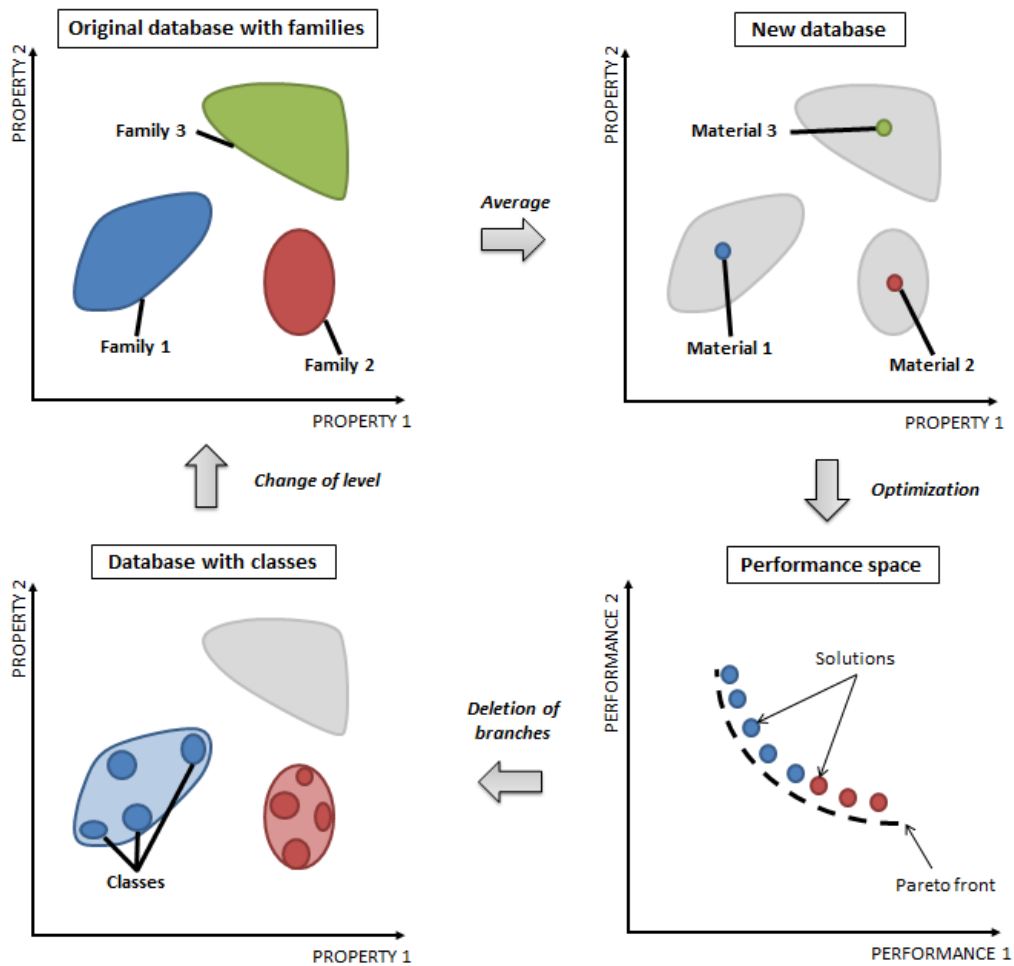 Original database with families
PROPERTY 2
Family 3
Family 1
Family 2
PROPERTY 1
Average
New database
PROPERTY 2
Material 3
Material 1
Material 2
PROPERTY 1
Change of level
Optimization
Database with classes
PROPERTY 2
Classes
PROPERTY 1
Deletion of
branches
Performance space
PERFORMANCE 2
Solutions
Pareto front
PERFORMANCE 1